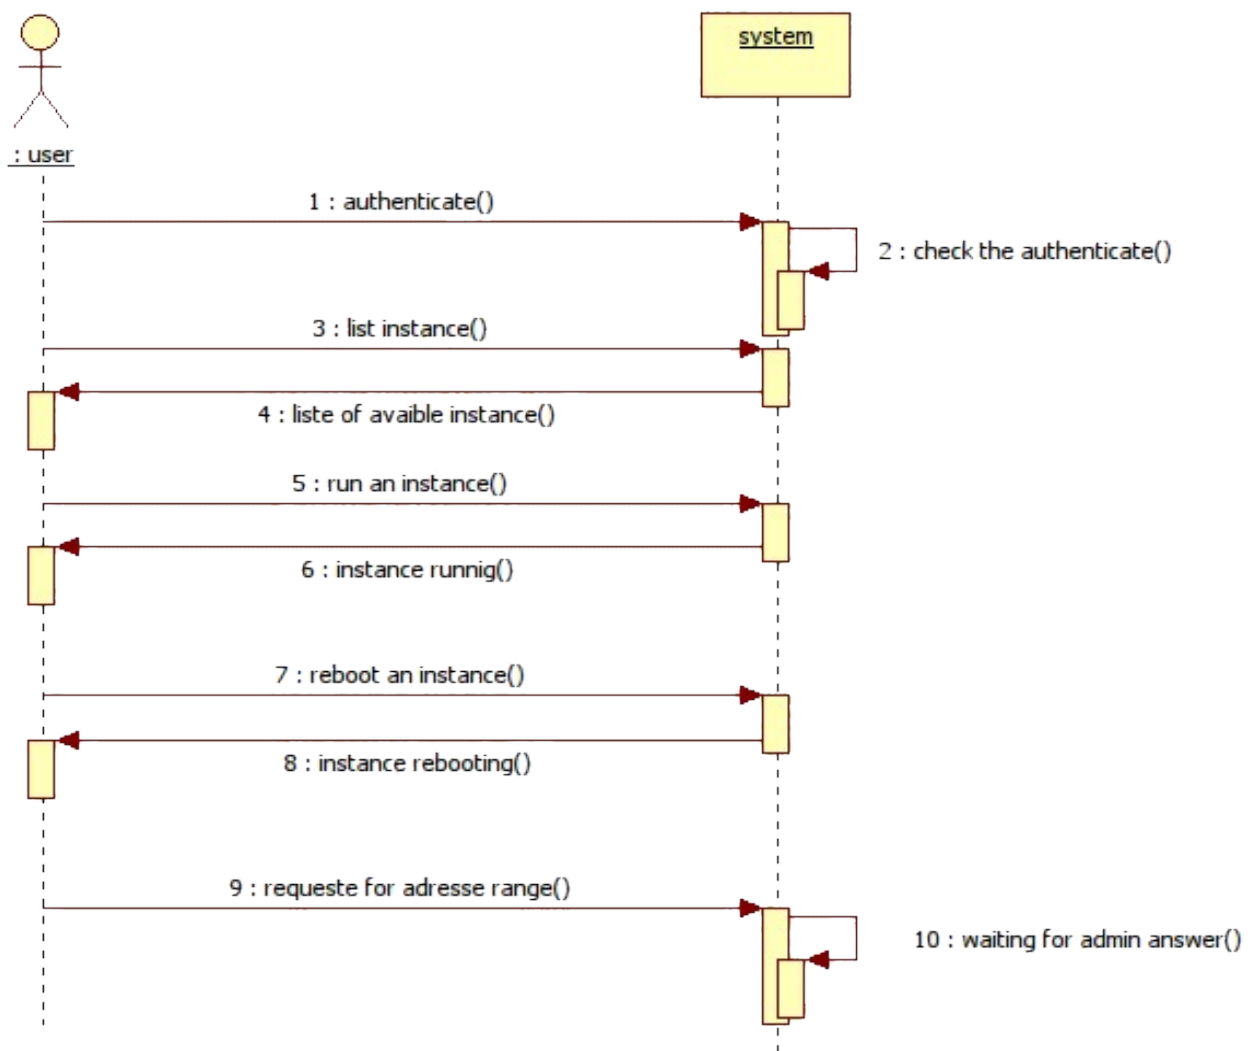 system
: user
1 : authenticate()
2 : check the authenticate()
3 : list instance()
4 : liste of avaible instance()
5 : run an instance()
6 : instance runnig()
7 : reboot an instance()
8 : instance rebooting()
9 : requeste for adresse range()
10 : waiting for admin answer()